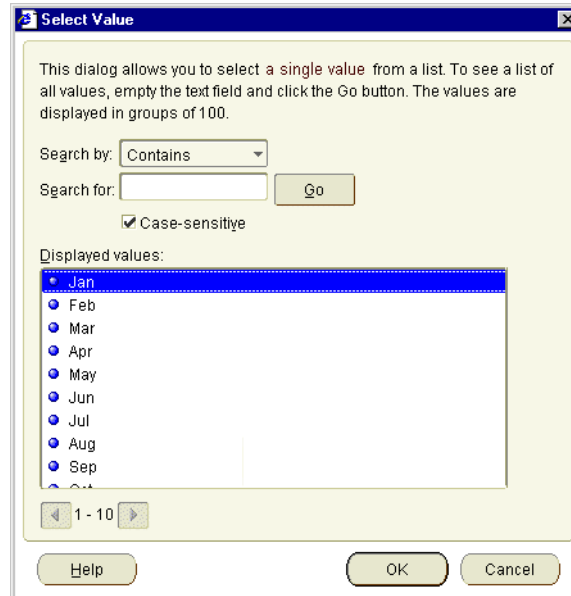 Select Value
This dialog allows you to select a single value from a list. To see a list of
all values, empty the text field and click the Go button. The values are
displayed in groups of 100.
Search by: Contains
Search for: Go
Case-sensitive
Displayed values:
Jan
Feb
Mar
Apr
May
Jun
Jul
Aug
Sep
1 - 10
Help OK Cancel